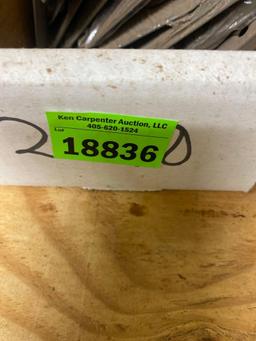 Ken Carpenter Auction, LLC
405-620-1524
Lot
18836